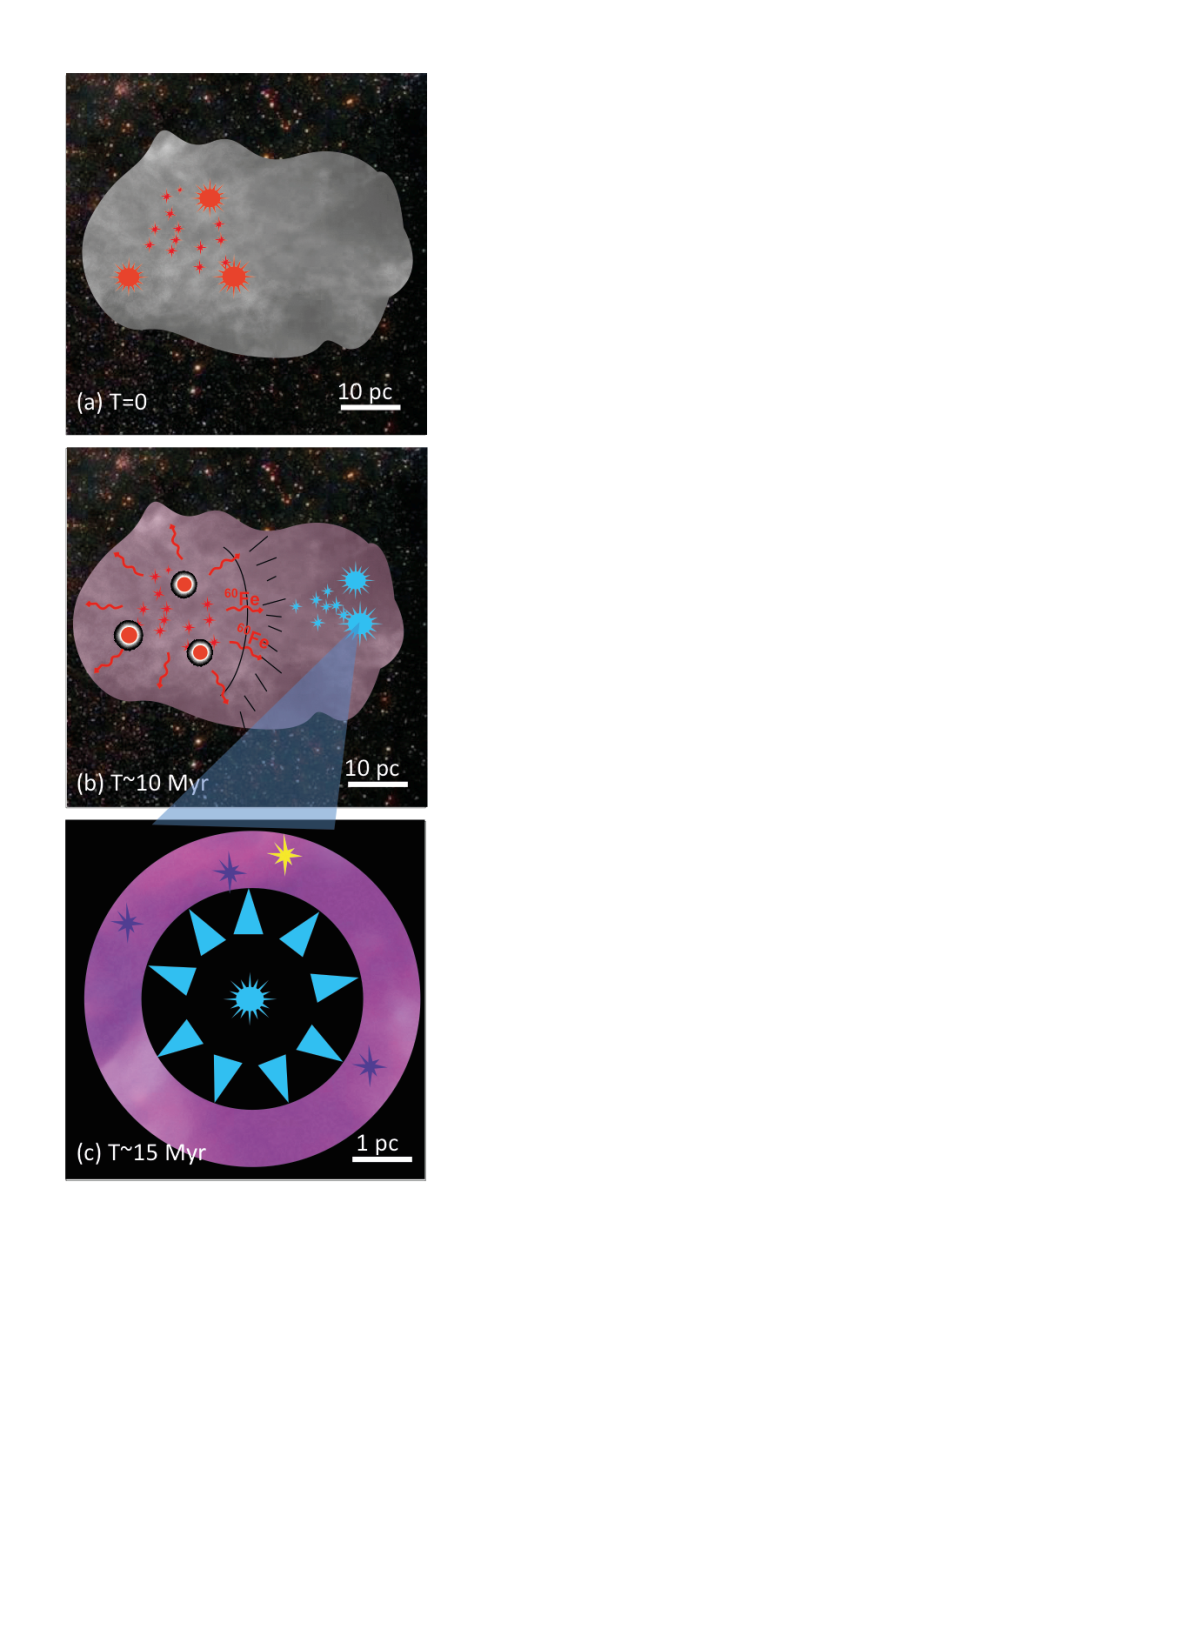 10 pc
(a) T=0
⁶⁰Fe
⁶⁰Fe
10 pc
(b) T~10 Myr
1 pc
(c) T~15 Myr